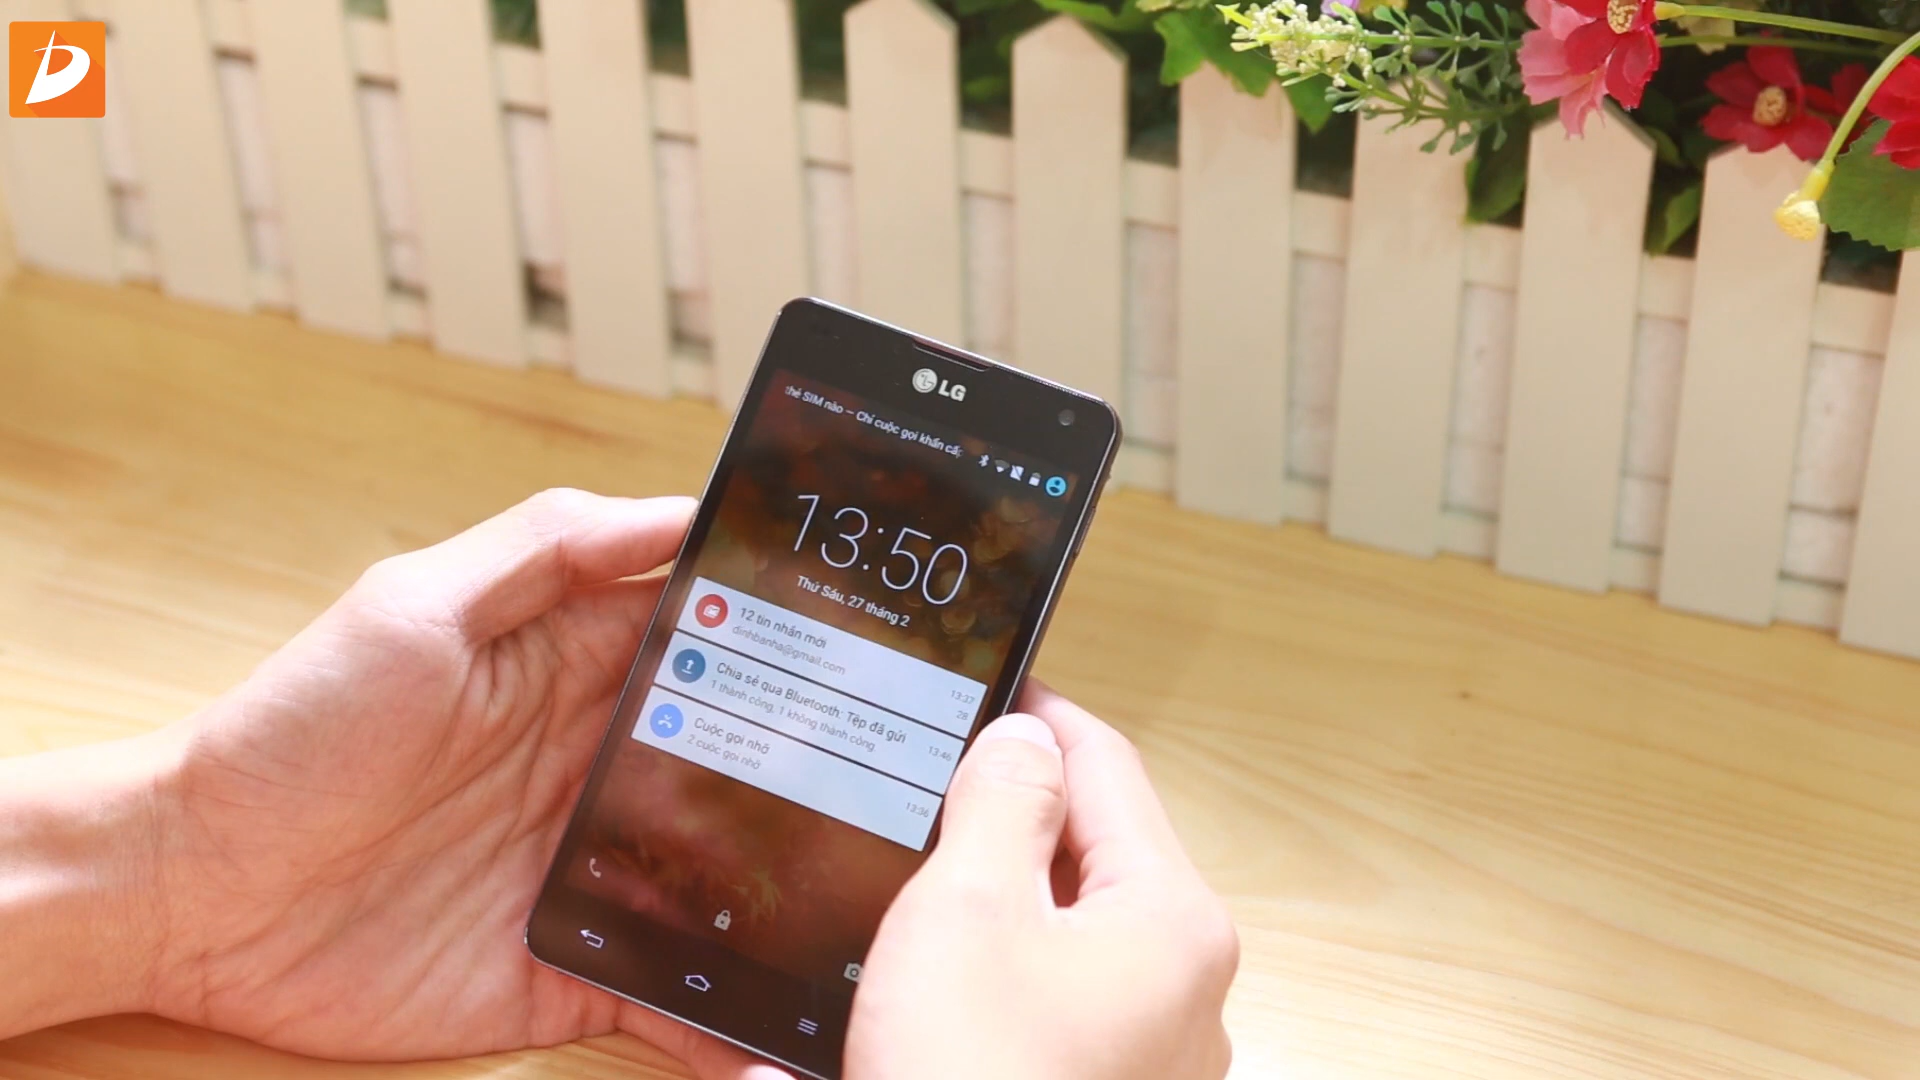 LG
thẻ SIM nào – Chỉ cuộc gọi khẩn cấp
13:50
Thứ Sáu, 27 tháng 2
12 tin nhắn mới
dinhbanha@gmail.com
13:37
28
Chia sẻ qua Bluetooth: Tệp đã gửi
1 thành công, 1 không thành công
13:46
Cuộc gọi nhỡ
2 cuộc gọi nhỡ
13:36